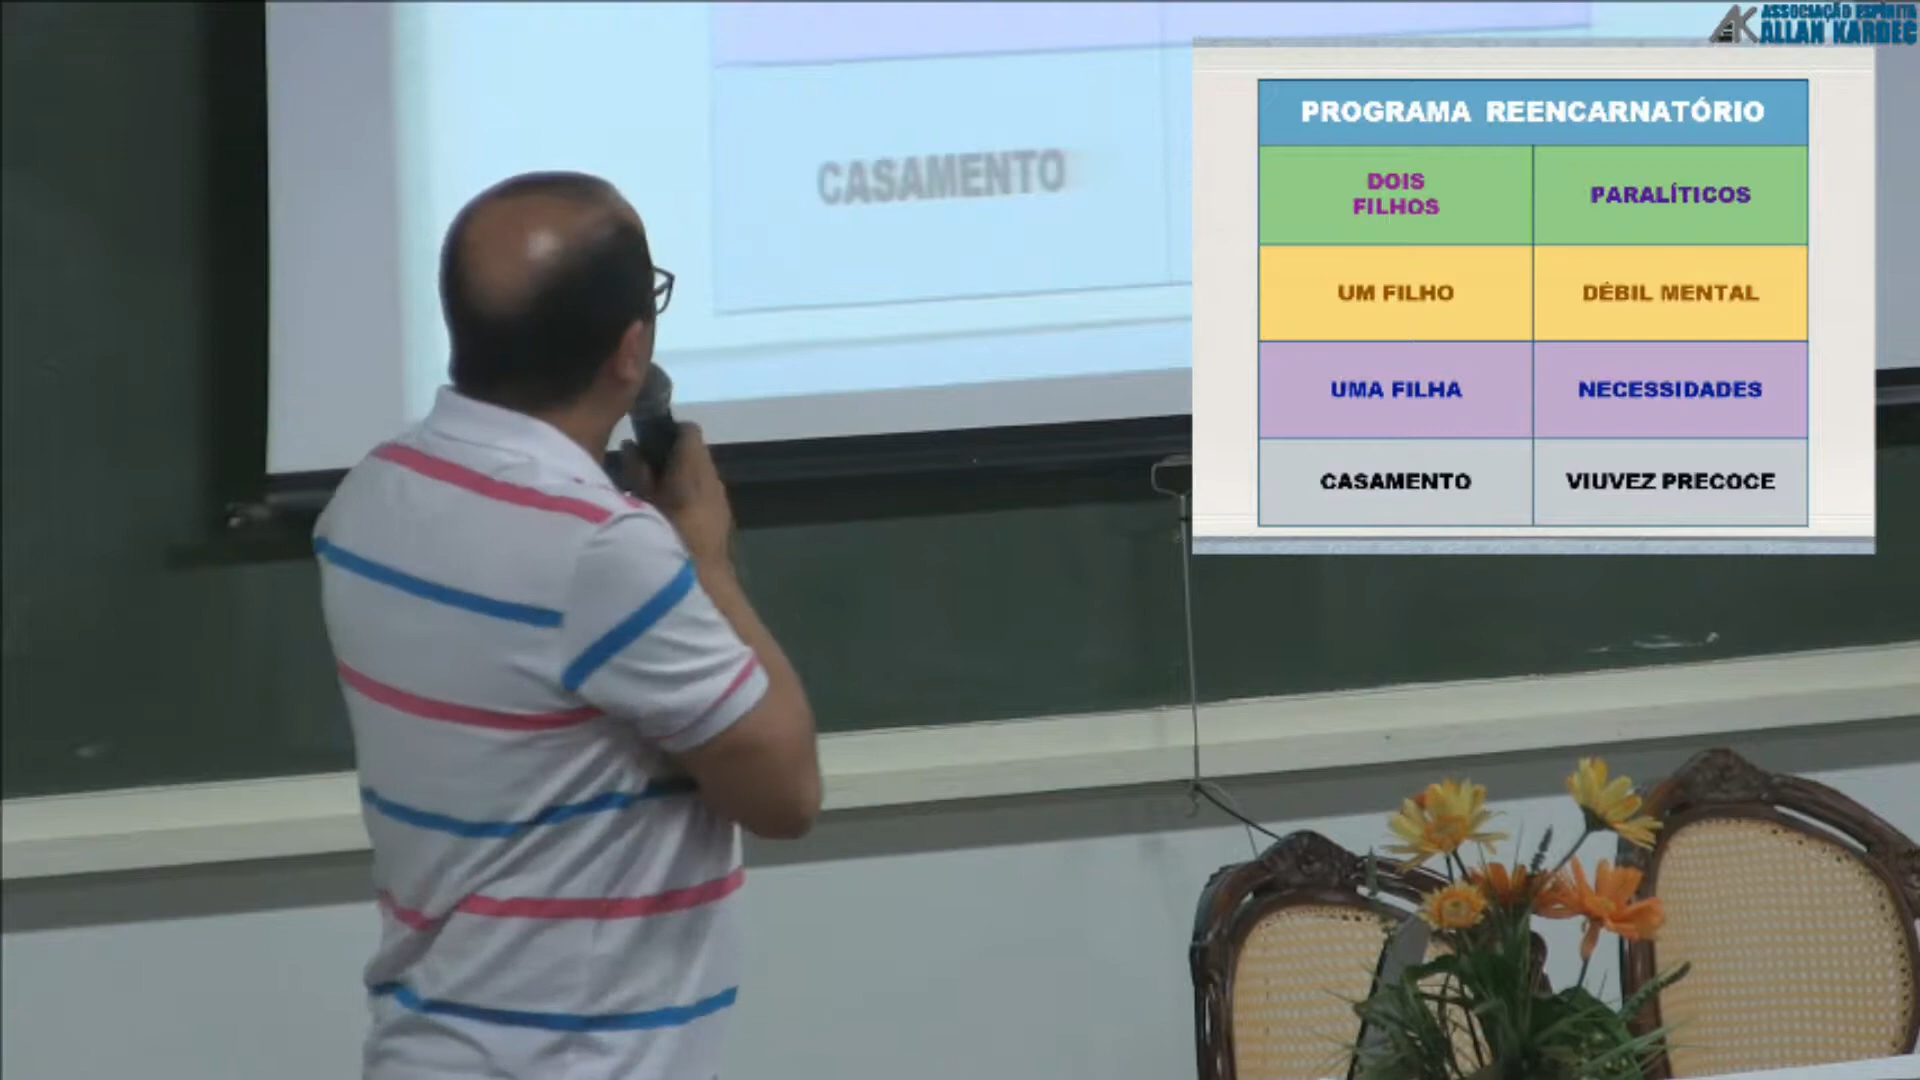 ASSOCIAÇÃO ESPÍRITA
ALLAN KARDEC
PROGRAMA REENCARNATÓRIO
DOIS
FILHOS
PARALÍTICOS
UM FILHO
DÉBIL MENTAL
UMA FILHA
NECESSIDADES
CASAMENTO
VIUVEZ PRECOCE
CASAMENTO